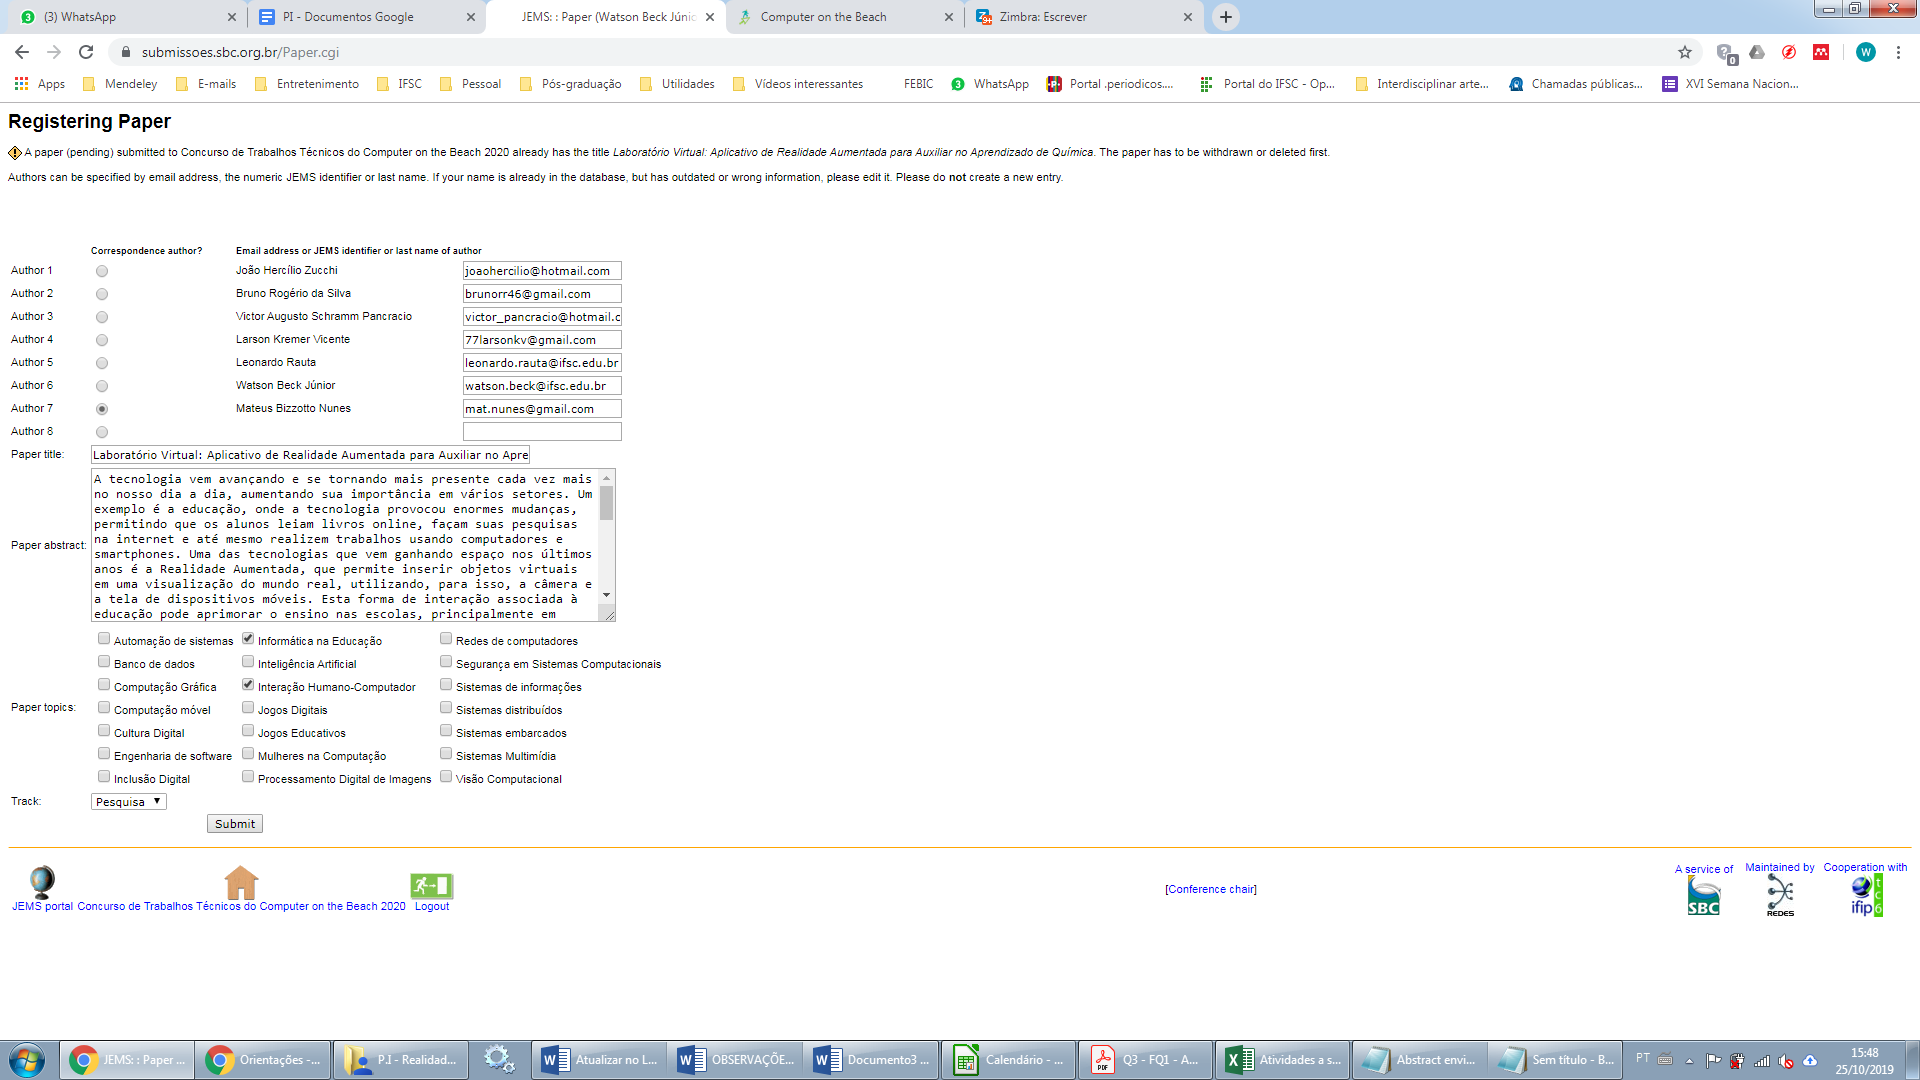 (3) WhatsApp
PI - Documentos Google
JEMS: : Paper (Watson Beck Júnio
Computer on the Beach
Zimbra: Escrever
submissoes.sbc.org.br/Paper.cgi
0
W
Apps
Mendeley
E-mails
Entretenimento
IFSC
Pessoal
Pós-graduação
Utilidades
Vídeos interessantes
FEBIC
WhatsApp
Portal .periodicos....
Portal do IFSC - Op...
Interdisciplinar arte...
Chamadas públicas...
XVI Semana Nacion...
Registering Paper
A paper (pending) submitted to Concurso de Trabalhos Técnicos do Computer on the Beach 2020 already has the title Laboratório Virtual: Aplicativo de Realidade Aumentada para Auxiliar no Aprendizado de Química. The paper has to be withdrawn or deleted first.
Authors can be specified by email address, the numeric JEMS identifier or last name. If your name is already in the database, but has outdated or wrong information, please edit it. Please do not create a new entry.
Correspondence author? Email address or JEMS identifier or last name of author
Author 1 João Hercílio Zucchi joaohercilio@hotmail.com
Author 2 Bruno Rogério da Silva brunorr46@gmail.com
Author 3 Victor Augusto Schramm Pancracio victor_pancracio@hotmail.c
Author 4 Larson Kremer Vicente 77larsonkv@gmail.com
Author 5 Leonardo Rauta leonardo.rauta@ifsc.edu.br
Author 6 Watson Beck Júnior watson.beck@ifsc.edu.br
Author 7 Mateus Bizzotto Nunes mat.nunes@gmail.com
Author 8
Paper title: Laboratório Virtual: Aplicativo de Realidade Aumentada para Auxiliar no Apre
Paper abstract:
A tecnologia vem avançando e se tornando mais presente cada vez mais
no nosso dia a dia, aumentando sua importância em vários setores. Um
exemplo é a educação, onde a tecnologia provocou enormes mudanças,
permitindo que os alunos leiam livros online, façam suas pesquisas
na internet e até mesmo realizem trabalhos usando computadores e
smartphones. Uma das tecnologias que vem ganhando espaço nos últimos
anos é a Realidade Aumentada, que permite inserir objetos virtuais
em uma visualização do mundo real, utilizando, para isso, a câmera e
a tela de dispositivos móveis. Esta forma de interação associada à
educação pode aprimorar o ensino nas escolas, principalmente em
Paper topics:
Automação de sistemas Informática na Educação Redes de computadores
Banco de dados Inteligência Artificial Segurança em Sistemas Computacionais
Computação Gráfica Interação Humano-Computador Sistemas de informações
Computação móvel Jogos Digitais Sistemas distribuídos
Cultura Digital Jogos Educativos Sistemas embarcados
Engenharia de software Mulheres na Computação Sistemas Multimídia
Inclusão Digital Processamento Digital de Imagens Visão Computacional
Track: Pesquisa
Submit
JEMS portal Concurso de Trabalhos Técnicos do Computer on the Beach 2020 Logout
[Conference chair]
A service of
SBC
Maintained by
REDES
Cooperation with
ifip
tc6
JEMS: : Paper ...
Orientações -...
P.I - Realidad...
Atualizar no L...
OBSERVAÇÕE...
Documento3 ...
Calendário - ...
Q3 - FQ1 - A...
Atividades a s...
Abstract envi...
Sem título - B...
PT
15:48
25/10/2019